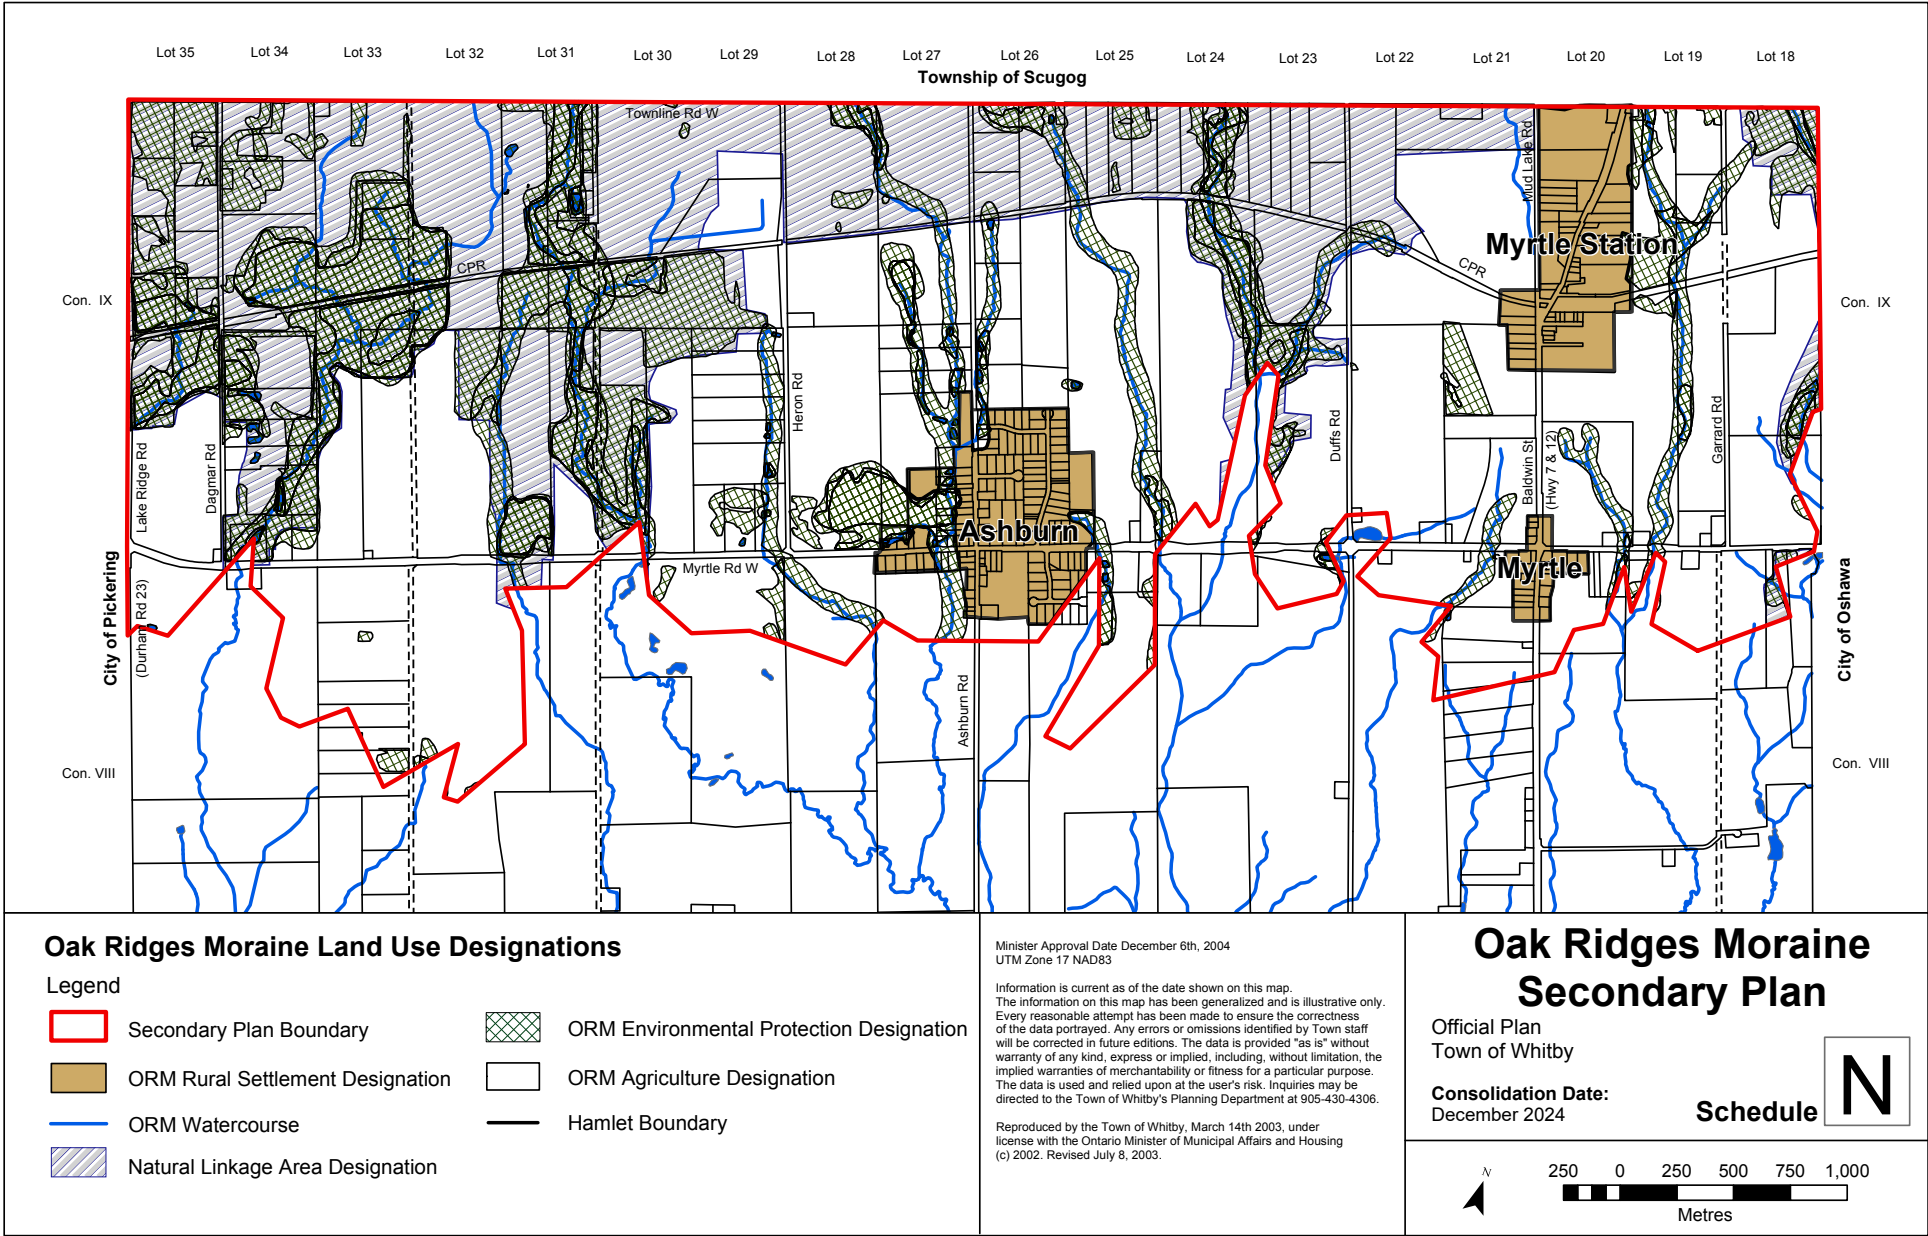 Lot 35
Lot 34
Lot 33
Lot 32
Lot 31
Lot 30
Lot 29
Lot 28
Lot 27
Lot 26
Lot 25
Lot 24
Lot 23
Lot 22
Lot 21
Lot 20
Lot 19
Lot 18
Township of Scugog
Townline Rd W
Mud Lake Rd
Garrard Rd
Myrtle Station
CPR
CPR
Con. IX
Con. IX
Lake Ridge Rd
(Durham Rd 23)
Dagmar Rd
Heron Rd
Duffs Rd
Baldwin St
(Hwy 7 & 12)
Garrard Rd
Ashburn
Myrtle
Myrtle Rd W
Ashburn Rd
City of Pickering
City of Oshawa
Con. VIII
Con. VIII
Oak Ridges Moraine Land Use Designations
Legend
Secondary Plan Boundary
ORM Rural Settlement Designation
ORM Watercourse
Natural Linkage Area Designation
ORM Environmental Protection Designation
ORM Agriculture Designation
Hamlet Boundary
Minister Approval Date December 6th, 2004
UTM Zone 17 NAD83
Information is current as of the date shown on this map.
The information on this map has been generalized and is illustrative only.
Every reasonable attempt has been made to ensure the correctness
of the data portrayed. Any errors or omissions identified by Town staff
will be corrected in future editions. The data is provided "as is" without
warranty of any kind, express or implied, including, without limitation, the
implied warranties of merchantability or fitness for a particular purpose.
The data is used and relied upon at the user's risk. Inquiries may be
directed to the Town of Whitby's Planning Department at 905-430-4306.
Reproduced by the Town of Whitby, March 14th 2003, under
license with the Ontario Minister of Municipal Affairs and Housing
(c) 2002. Revised July 8, 2003.
Oak Ridges Moraine
Secondary Plan
Official Plan
Town of Whitby
Consolidation Date:
December 2024
Schedule N
N
250 0 250 500 750 1,000
Metres